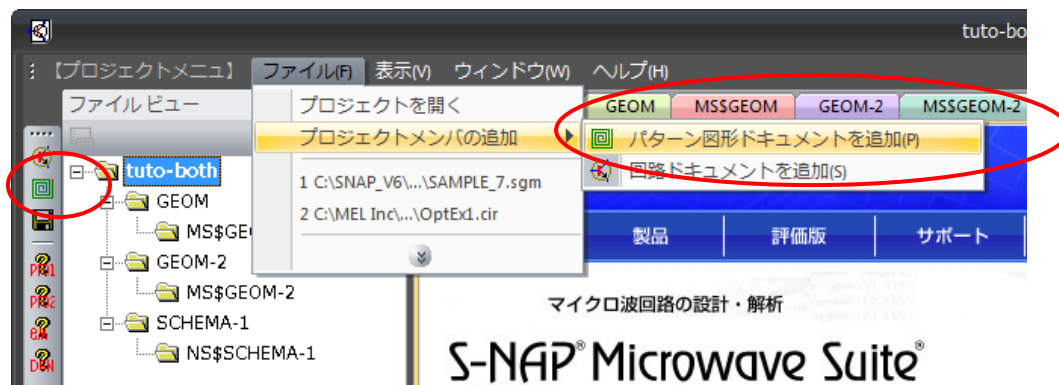 tuto-bo
【プロジェクトメニュ】 ファイル(F) 表示(V) ウィンドウ(W) ヘルプ(H)
ファイル ビュー
プロジェクトを開く
プロジェクトメンバの追加
1 C:\SNAP_V6\...\SAMPLE_7.sgm
2 C:\MEL Inc\...\OptEx1.cir
GEOM MS$GEOM GEOM-2 MS$GEOM-2
パターン図形ドキュメントを追加(P)
回路ドキュメントを追加(S)
tuto-both
GEOM
MS$GE
GEOM-2
MS$GEOM-2
SCHEMA-1
NS$SCHEMA-1
製品 評価版 サポート
マイクロ波回路の設計・解析
S-NAP® Microwave Suite®